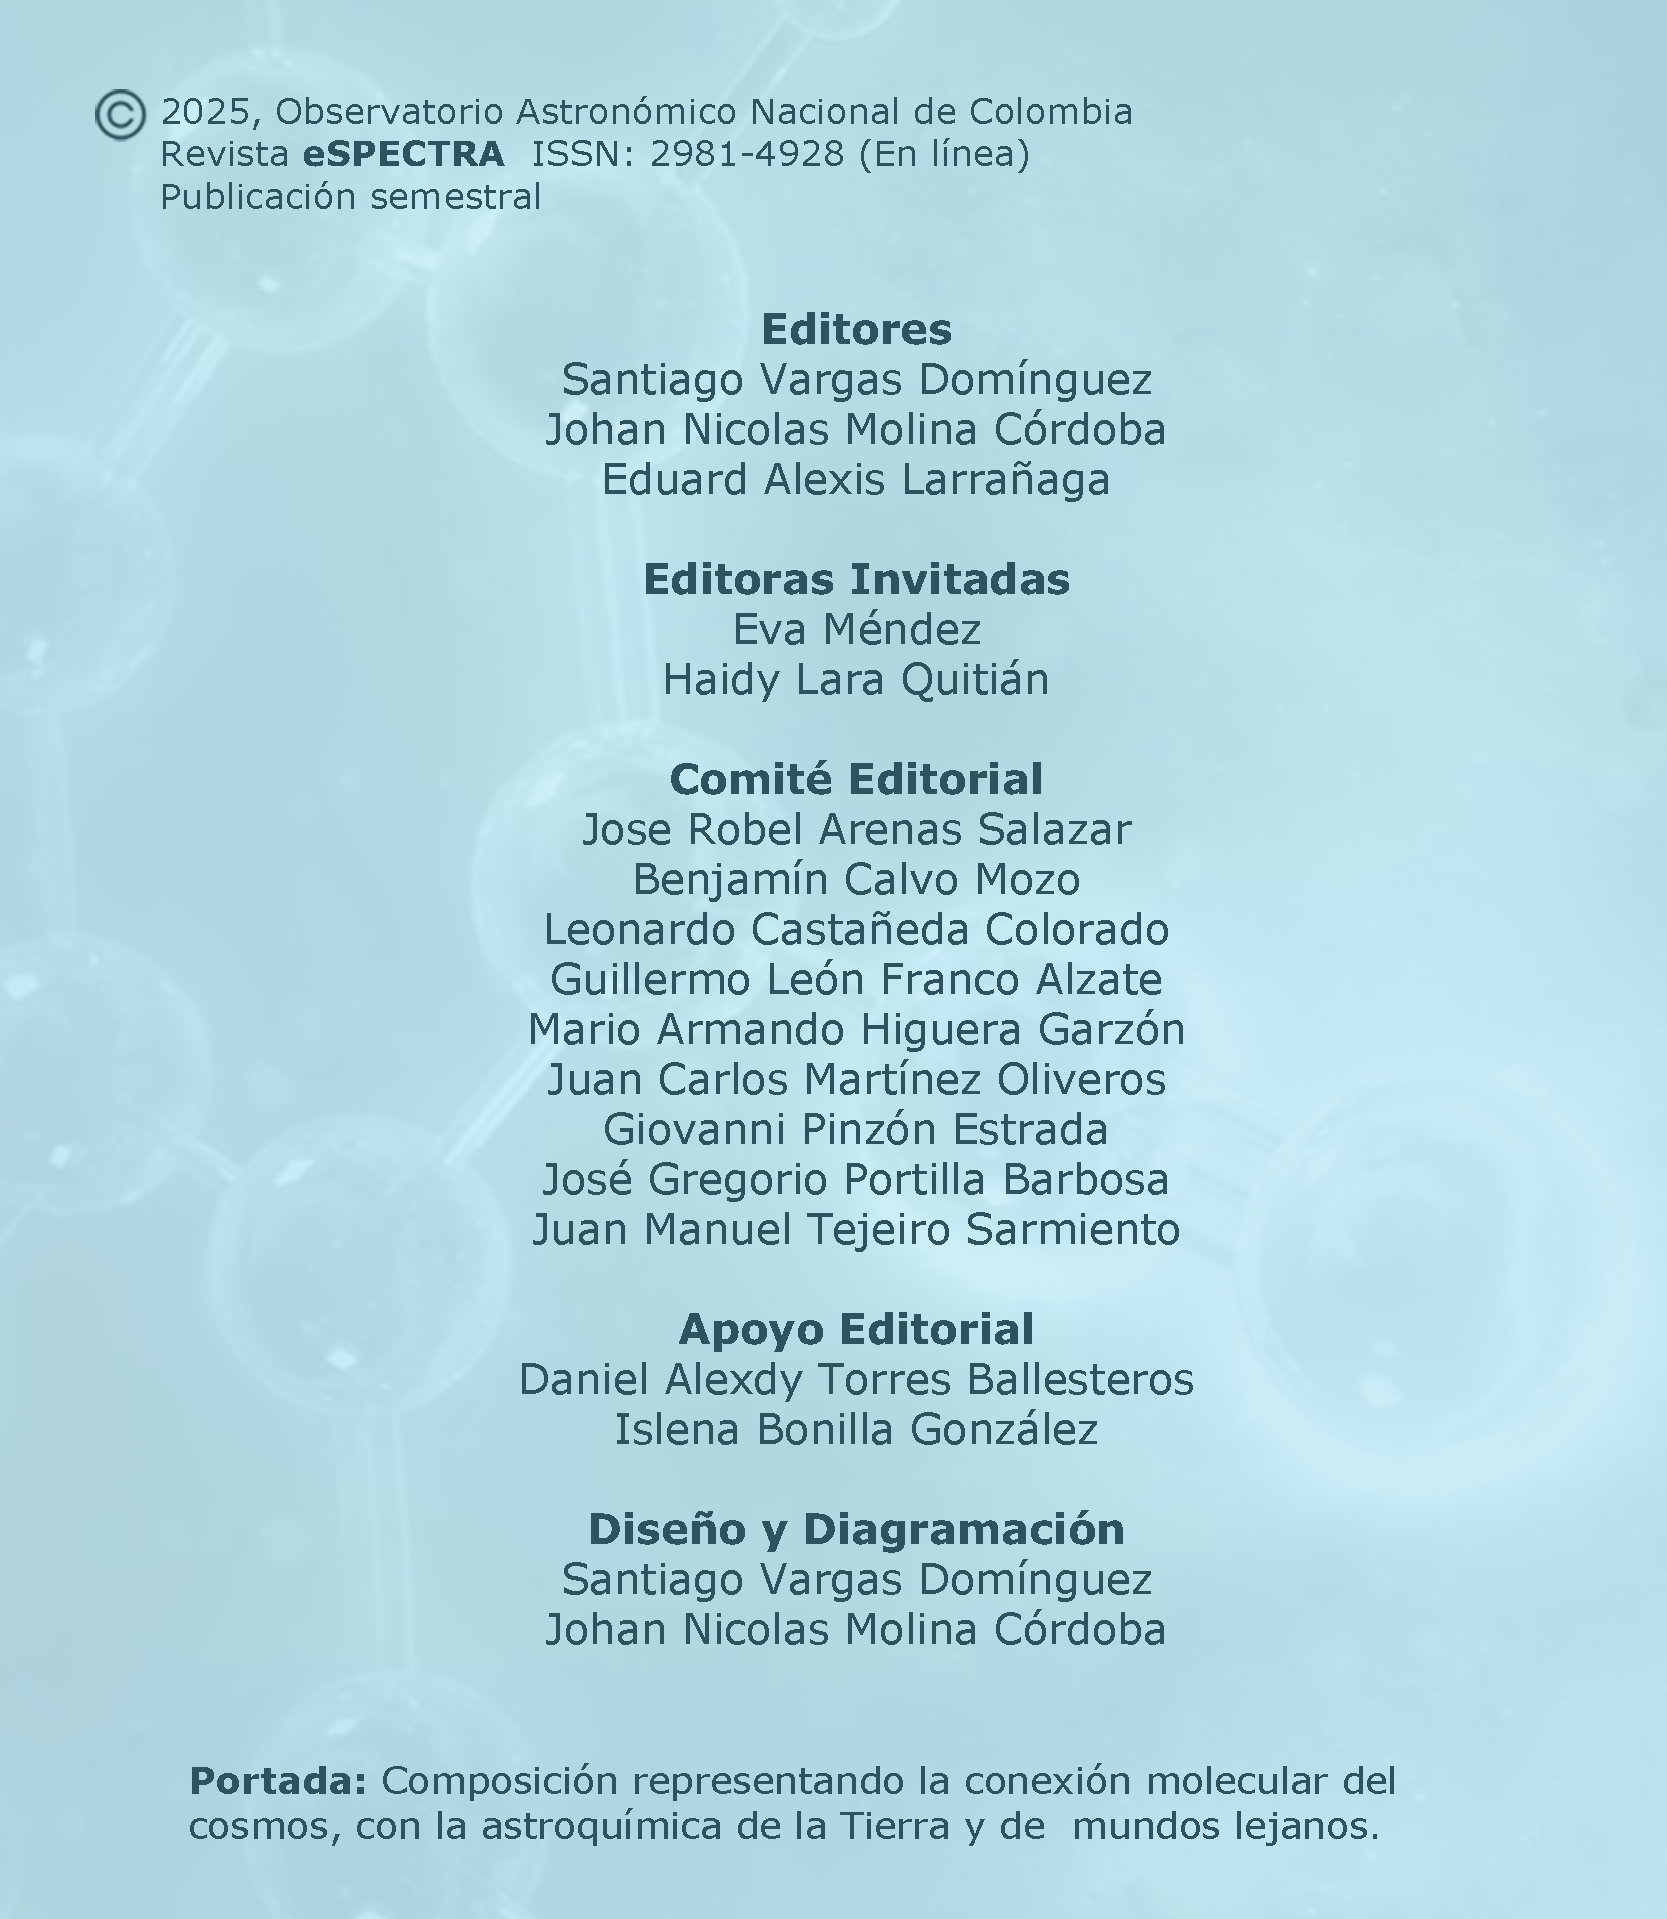 © 2025, Observatorio Astronómico Nacional de Colombia
Revista eSPECTRA ISSN: 2981-4928 (En línea)
Publicación semestral
Editores
Santiago Vargas Domínguez
Johan Nicolas Molina Córdoba
Eduard Alexis Larrañaga
Editoras Invitadas
Eva Méndez
Haidy Lara Quitián
Comité Editorial
Jose Robel Arenas Salazar
Benjamín Calvo Mozo
Leonardo Castañeda Colorado
Guillermo León Franco Alzate
Mario Armando Higuera Garzón
Juan Carlos Martínez Oliveros
Giovanni Pinzón Estrada
José Gregorio Portilla Barbosa
Juan Manuel Tejeiro Sarmiento
Apoyo Editorial
Daniel Alexdy Torres Ballesteros
Islena Bonilla González
Diseño y Diagramación
Santiago Vargas Domínguez
Johan Nicolas Molina Córdoba
Portada: Composición representando la conexión molecular del
cosmos, con la astroquímica de la Tierra y de mundos lejanos.